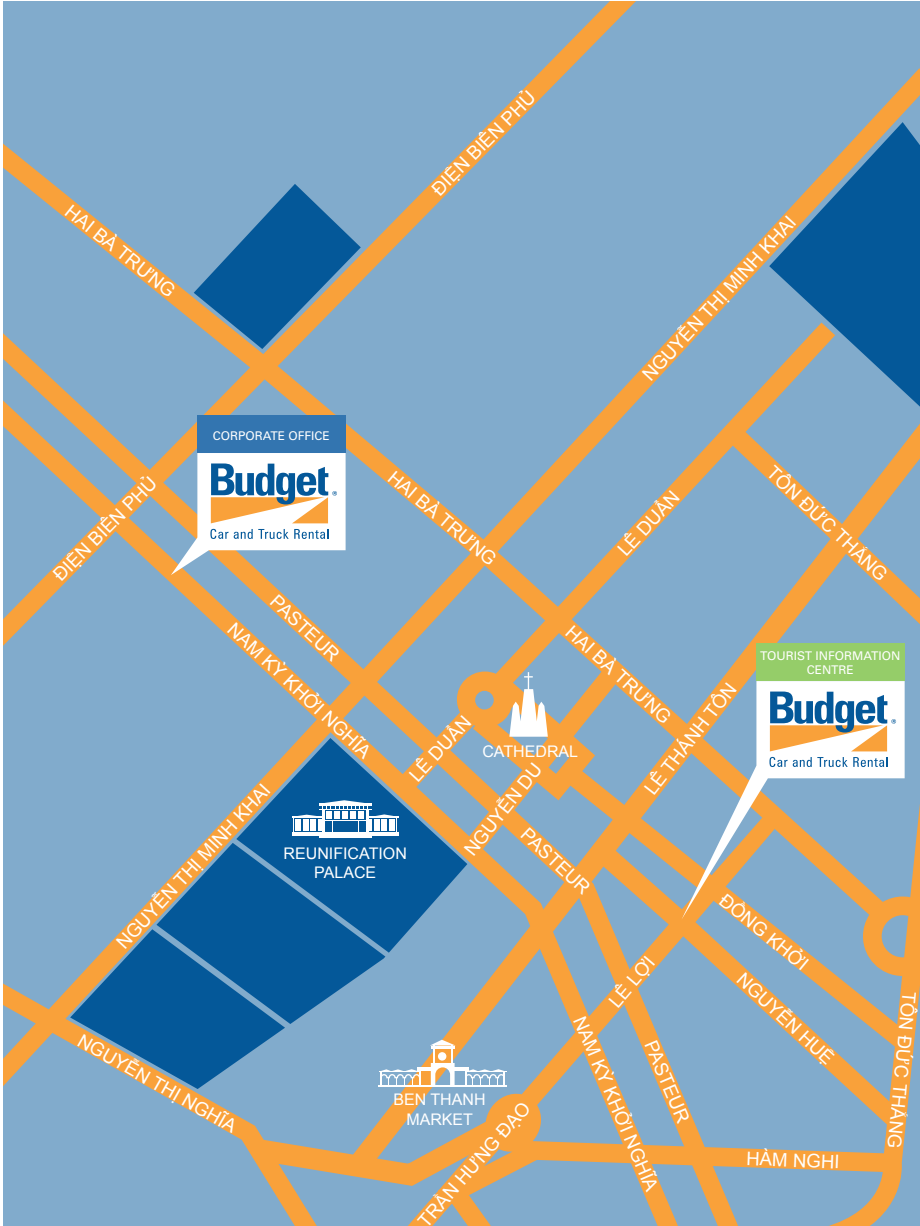 ĐIỆN BIÊN PHỦ
HAI BÀ TRƯNG
NGUYỄN THỊ MINH KHAI
CORPORATE OFFICE
Budget®
Car and Truck Rental
ĐIỆN BIÊN PHỦ
HAI BÀ TRƯNG
LÊ DUẨN
TÔN ĐỨC THẮNG
PASTEUR
NAM KỲ KHỞI NGHĨA
HAI BÀ TRƯNG
TOURIST INFORMATION
CENTRE
Budget®
Car and Truck Rental
LÊ DUẨN
CATHEDRAL
LÊ THÁNH TÔN
NGUYỄN DU
NGUYỄN THỊ MINH KHAI
REUNIFICATION
PALACE
PASTEUR
ĐỒNG KHỞI
LÊ LỢI
NGUYỄN HUỆ
TÔN ĐỨC THẮNG
NGUYỄN THỊ NGHĨA
BEN THANH
MARKET
NAM KỲ KHỞI NGHĨA
PASTEUR
TRẦN HƯNG ĐẠO
HÀM NGHI